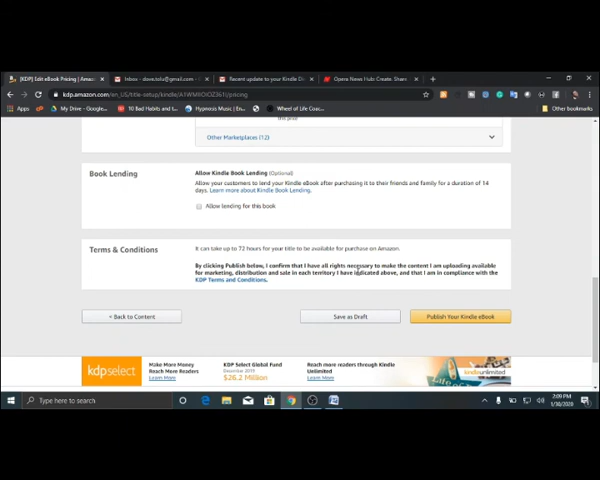 [KDP] Edit eBook Pricing | Amaz
Inbox - dave.tolu@gmail.com
Recent update to your Kindle D
Opera News Hub: Create. Share
kdp.amazon.com/en_US/title-setup/kindle/
/pricing
Apps
My Drive - Google...
10 Bad Habits and t...
Hypnosis Music | En...
Wheel of Life Coac...
Other bookmarks
this price
Other Marketplaces (12)
Book Lending
Allow Kindle Book Lending (Optional)
Allow your customers to lend your Kindle eBook after purchasing it to their friends and family for a duration of 14
days. Learn more about Kindle Book Lending.
Allow lending for this book
Terms & Conditions
It can take up to 72 hours for your title to be available for purchase on Amazon.
By clicking Publish below, I confirm that I have all rights necessary to make the content I am uploading available
for marketing, distribution and sale in each territory I have indicated above, and that I am in compliance with the
KDP Terms and Conditions.
< Back to Content
Save as Draft
Publish Your Kindle eBook
kdpselect
Make More Money
Reach More Readers
Learn More
KDP Select Global Fund
December 2019
$26.2 Million
Reach more readers through Kindle
Unlimited
Learn More
kindleunlimited
Type here to search
2:09 PM
1/30/2020